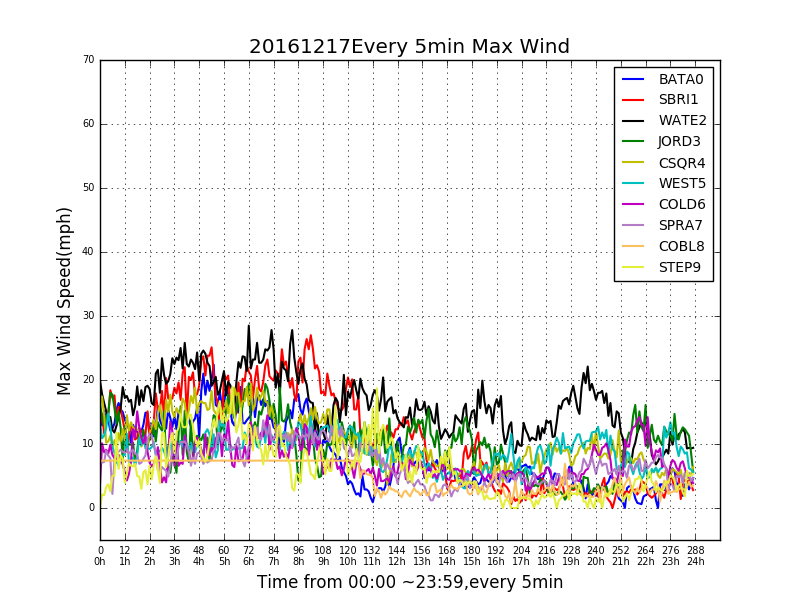 20161217Every 5min Max Wind
70
60
50
40
30
20
10
0
Max Wind Speed(mph)
BATA0
SBRI1
WATE2
JORD3
CSQR4
WEST5
COLD6
SPRA7
COBL8
STEP9
0 12 24 36 48 60 72 84 96 108 120 132 144 156 168 180 192 204 216 228 240 252 264 276 288
0h 1h 2h 3h 4h 5h 6h 7h 8h 9h 10h 11h 12h 13h 14h 15h 16h 17h 18h 19h 20h 21h 22h 23h 24h
Time from 00:00 ~23:59,every 5min